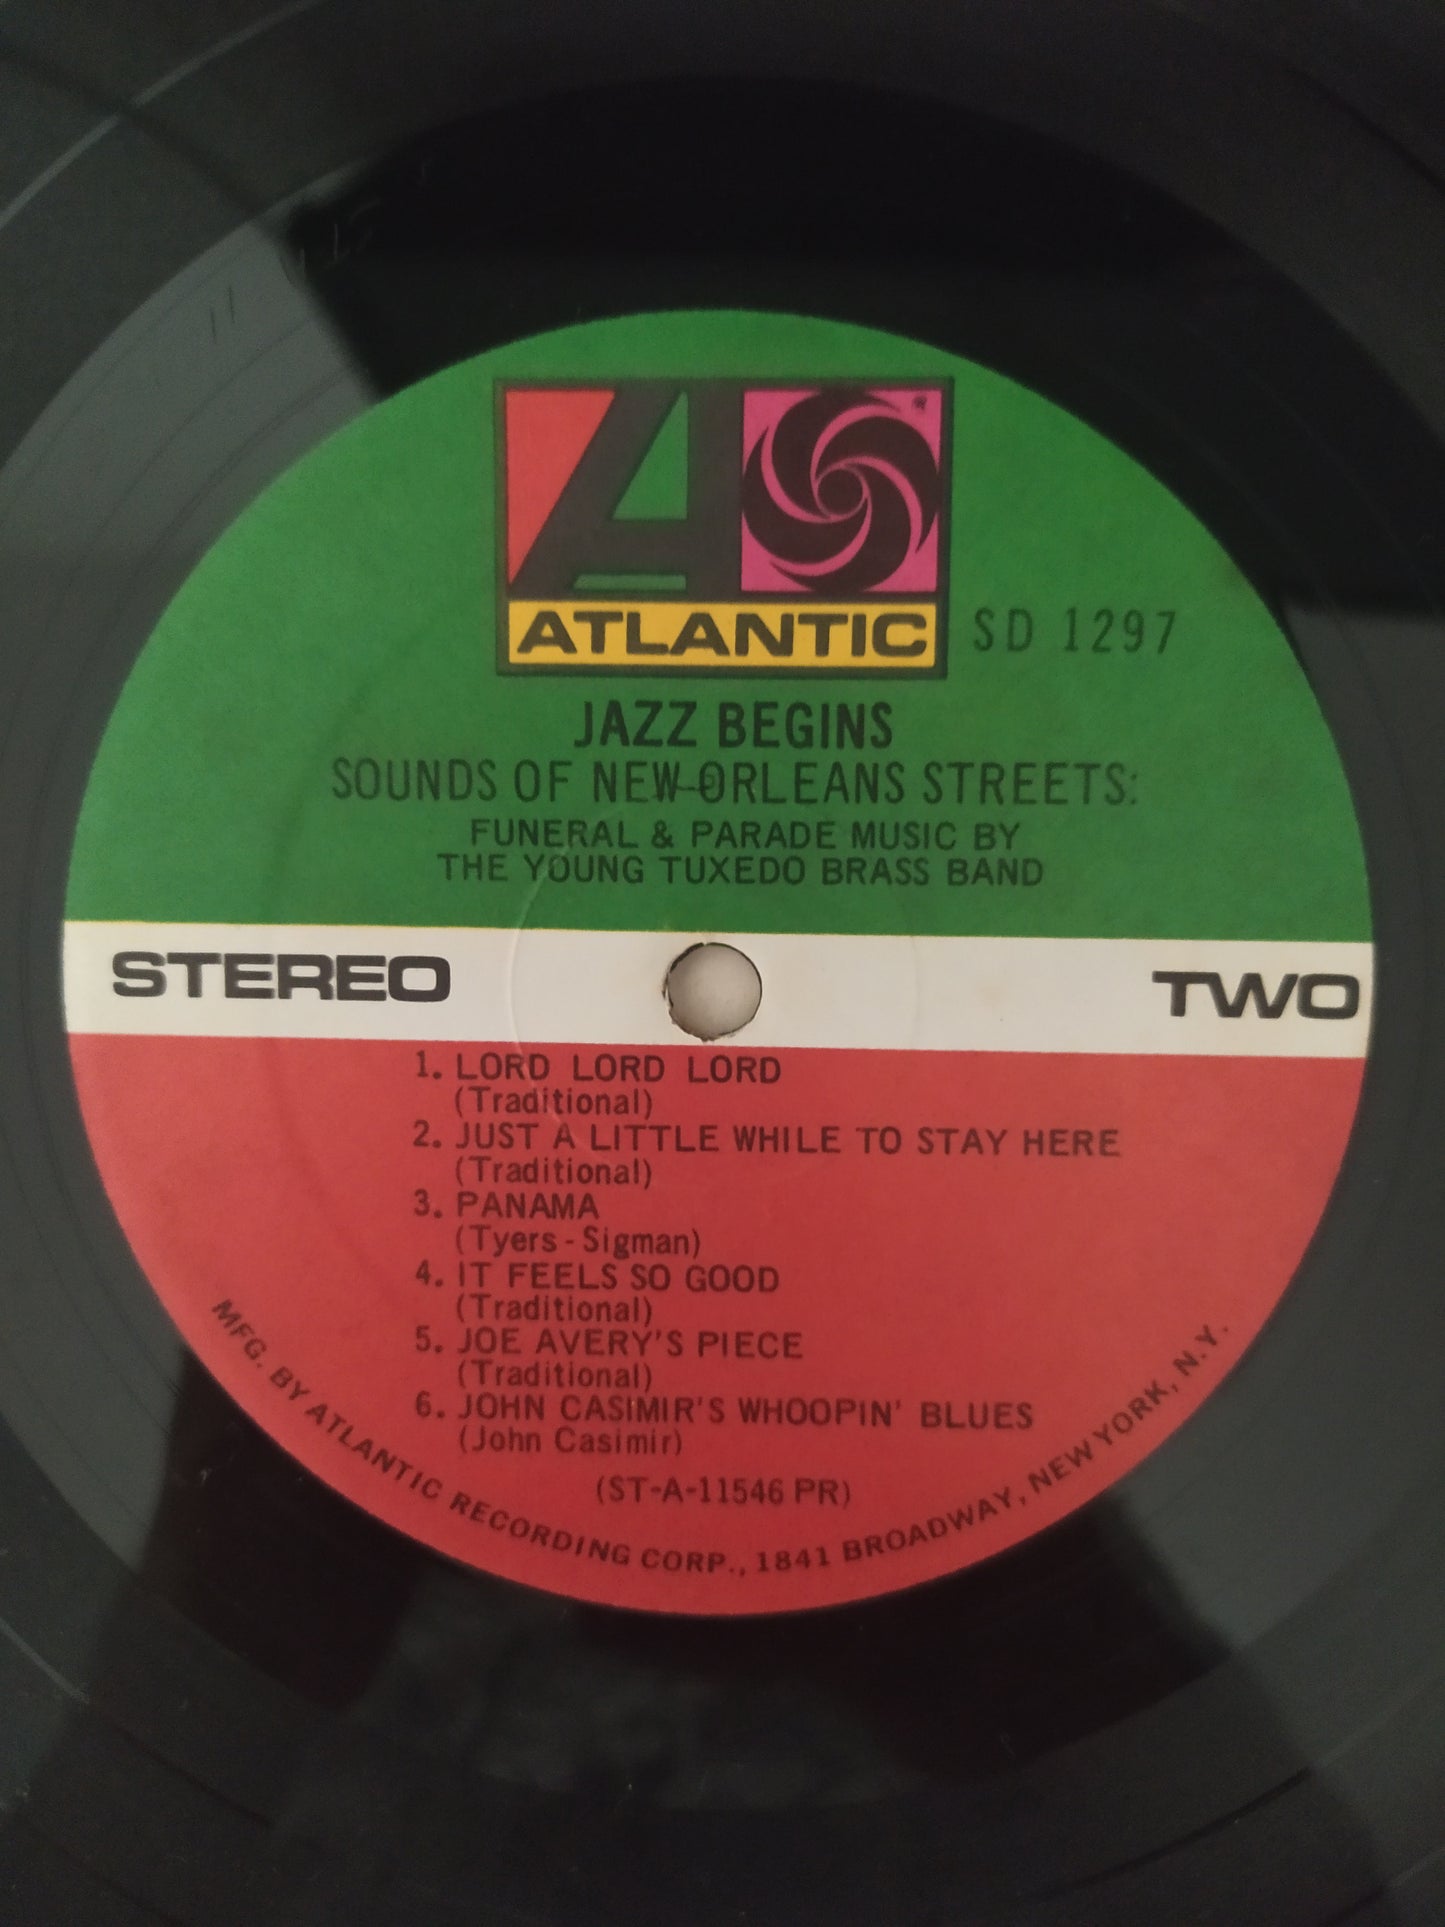 A
®
ATLANTIC
SD 1297
JAZZ BEGINS
SOUNDS OF NEW ORLEANS STREETS:
FUNERAL & PARADE MUSIC BY
THE YOUNG TUXEDO BRASS BAND
STEREO
TWO
1. LORD LORD LORD
(Traditional)
2. JUST A LITTLE WHILE TO STAY HERE
(Traditional)
3. PANAMA
(Tyers - Sigman)
4. IT FEELS SO GOOD
(Traditional)
5. JOE AVERY'S PIECE
(Traditional)
6. JOHN CASIMIR'S WHOOPIN' BLUES
(John Casimir)
(ST-A-11546 PR)
MFG. BY ATLANTIC RECORDING CORP., 1841 BROADWAY, NEW YORK, N.Y.